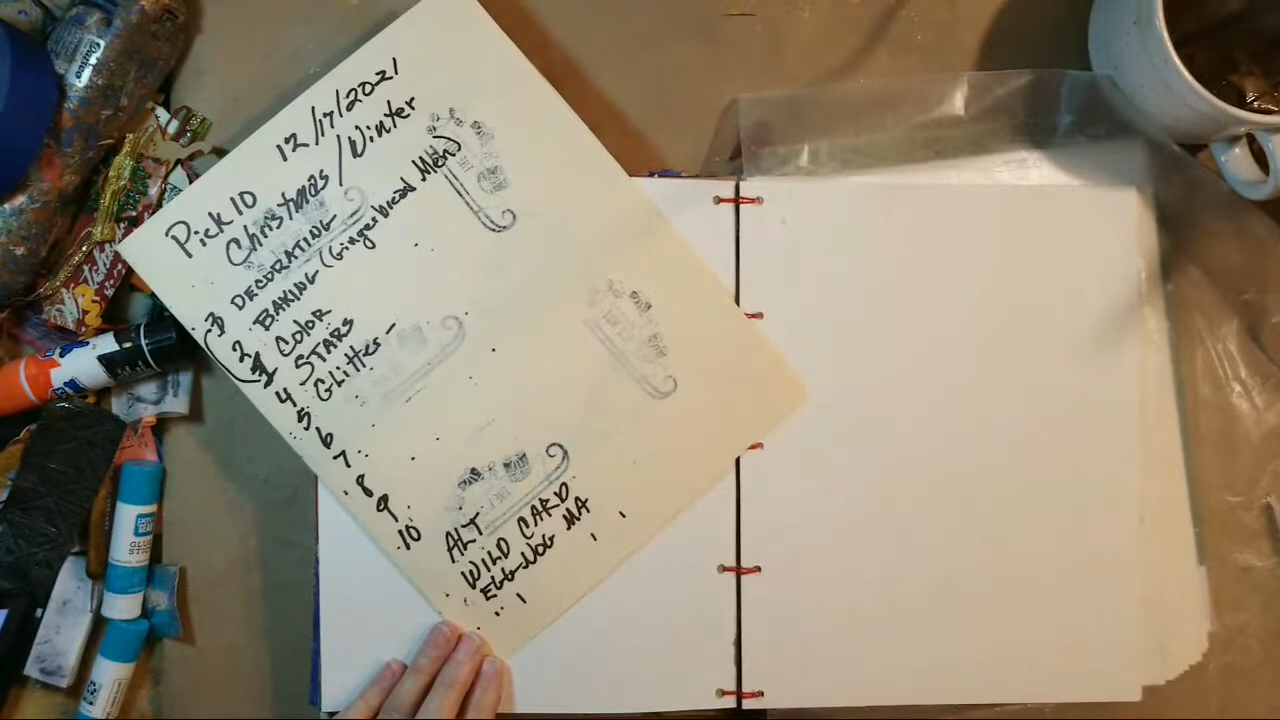 12/17/2021
Pick 10
Christmas/Winter
3 DECORATING
2 BAKING (Gingerbread Men)
1 COLOR
4 STARS
5 Glitter-
6
7
8
9
10
ALT
WILD CARD
EGG-NOG MA
GLUE
STICK